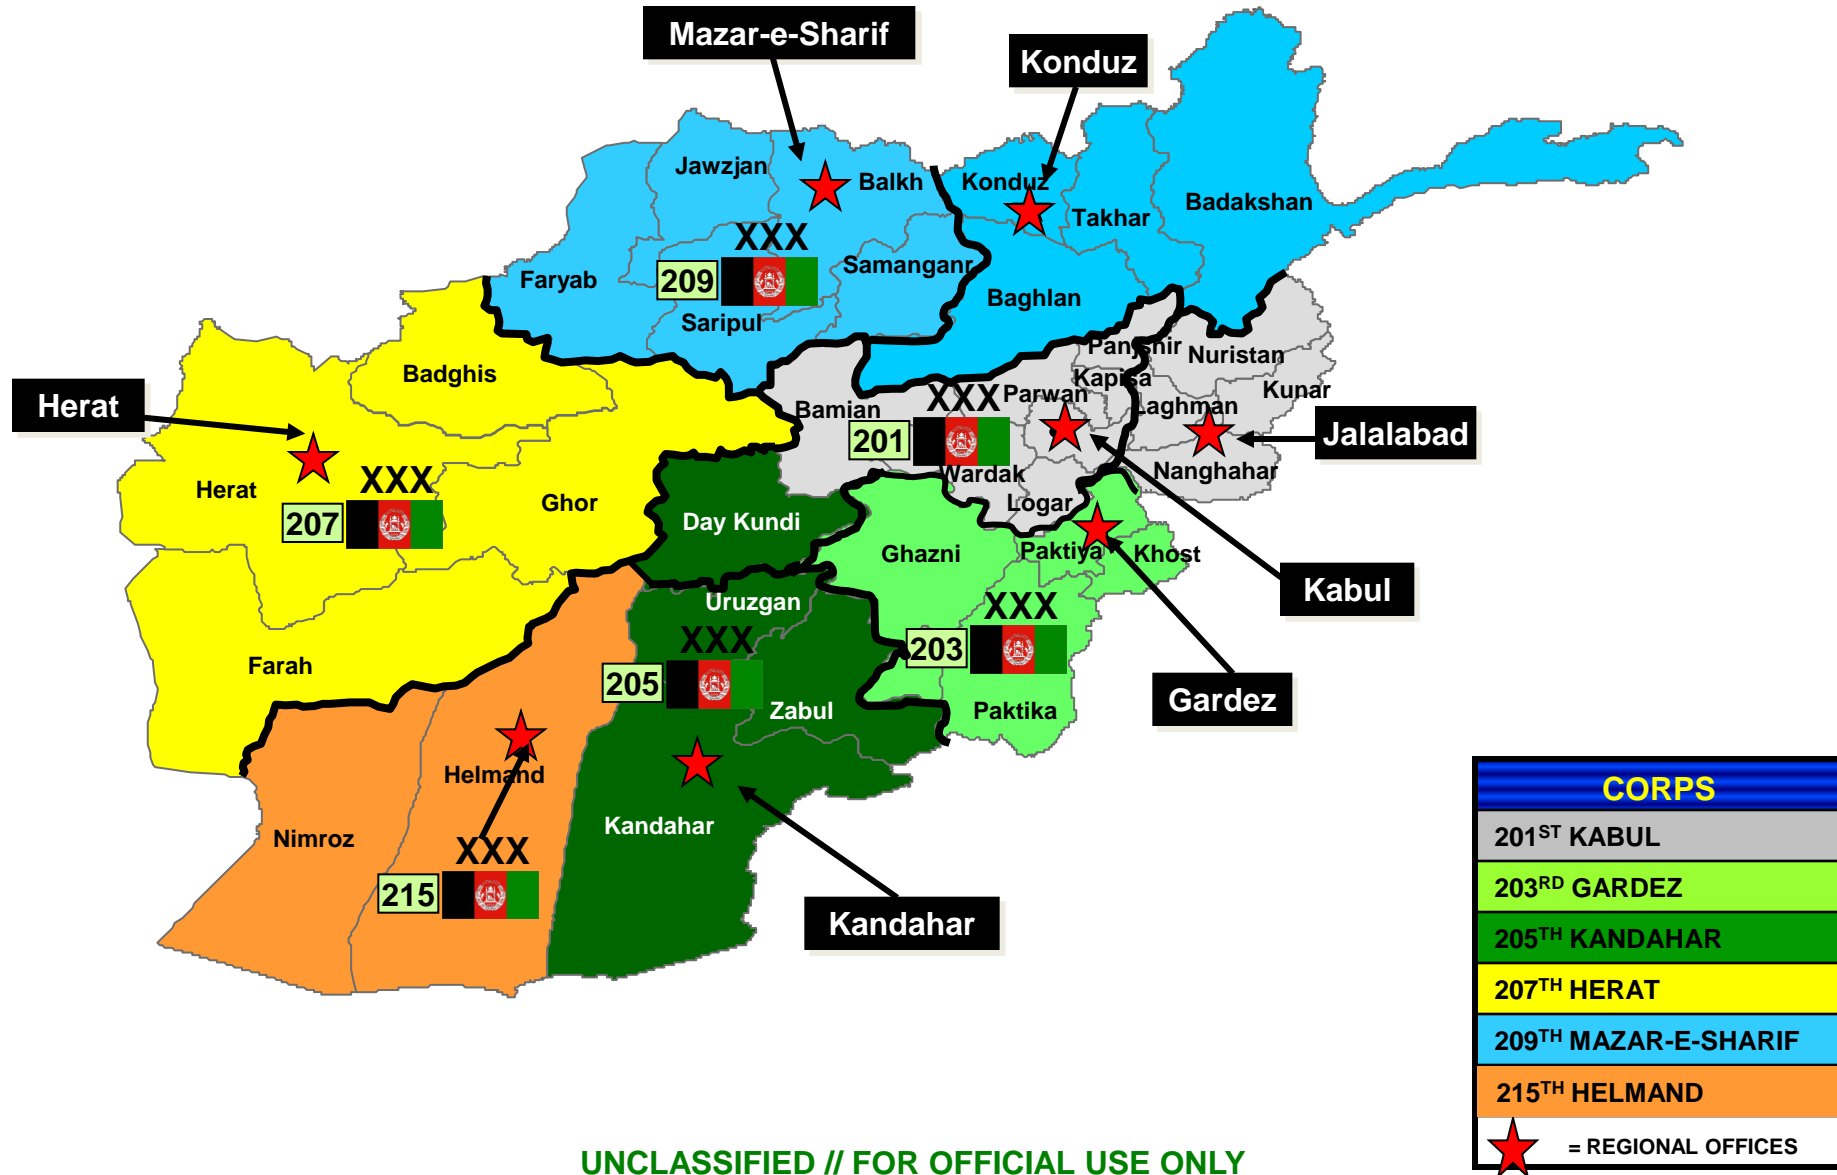 Mazar-e-Sharif
Konduz
Jawzjan
Balkh
Konduz
Takhar
Badakshan
XXX
209
Faryab
Samanganr
Saripul
Baghlan
Badghis
Panjshir
Nuristan
Kapisa
Kunar
Herat
Bamian
XXX
Parwan
Laghman
201
Jalalabad
Wardak
Nanghahar
Logar
Herat
XXX
207
Ghor
Day Kundi
Ghazni
Paktiya
Khost
Kabul
Uruzgan
XXX
205
XXX
203
Farah
Zabul
Paktika
Gardez
Helmand
Nimroz
Kandahar
XXX
215
Kandahar
CORPS
201ST KABUL
203RD GARDEZ
205TH KANDAHAR
207TH HERAT
209TH MAZAR-E-SHARIF
215TH HELMAND
= REGIONAL OFFICES
UNCLASSIFIED // FOR OFFICIAL USE ONLY